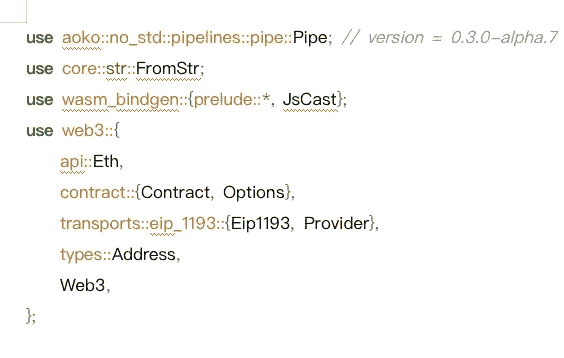 use aoko::no_std::pipelines::pipe::Pipe; // version = 0.3.0-alpha.7
use core::str::FromStr;
use wasm_bindgen::{prelude::*, JsCast};
use web3::{
    api::Eth,
    contract::{Contract, Options},
    transports::eip_1193::{Eip1193, Provider},
    types::Address,
    Web3,
};